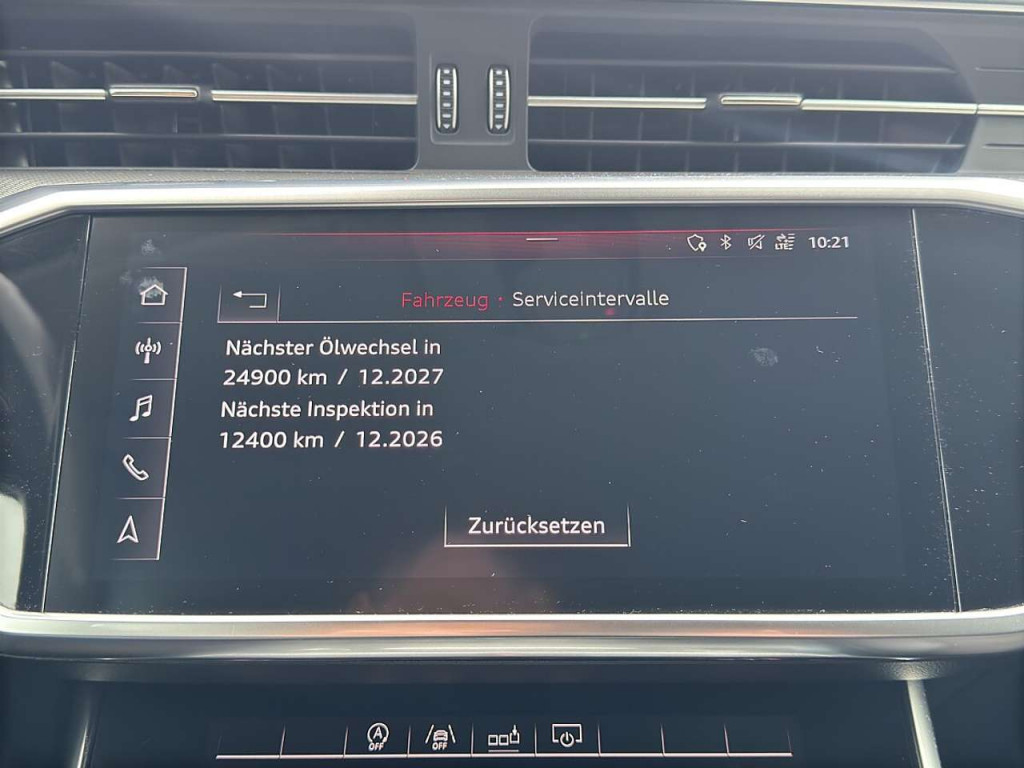 LTE 10:21
Fahrzeug · Serviceintervalle
Nächster Ölwechsel in
24900 km / 12.2027
Nächste Inspektion in
12400 km / 12.2026
Zurücksetzen
A
OFF OFF